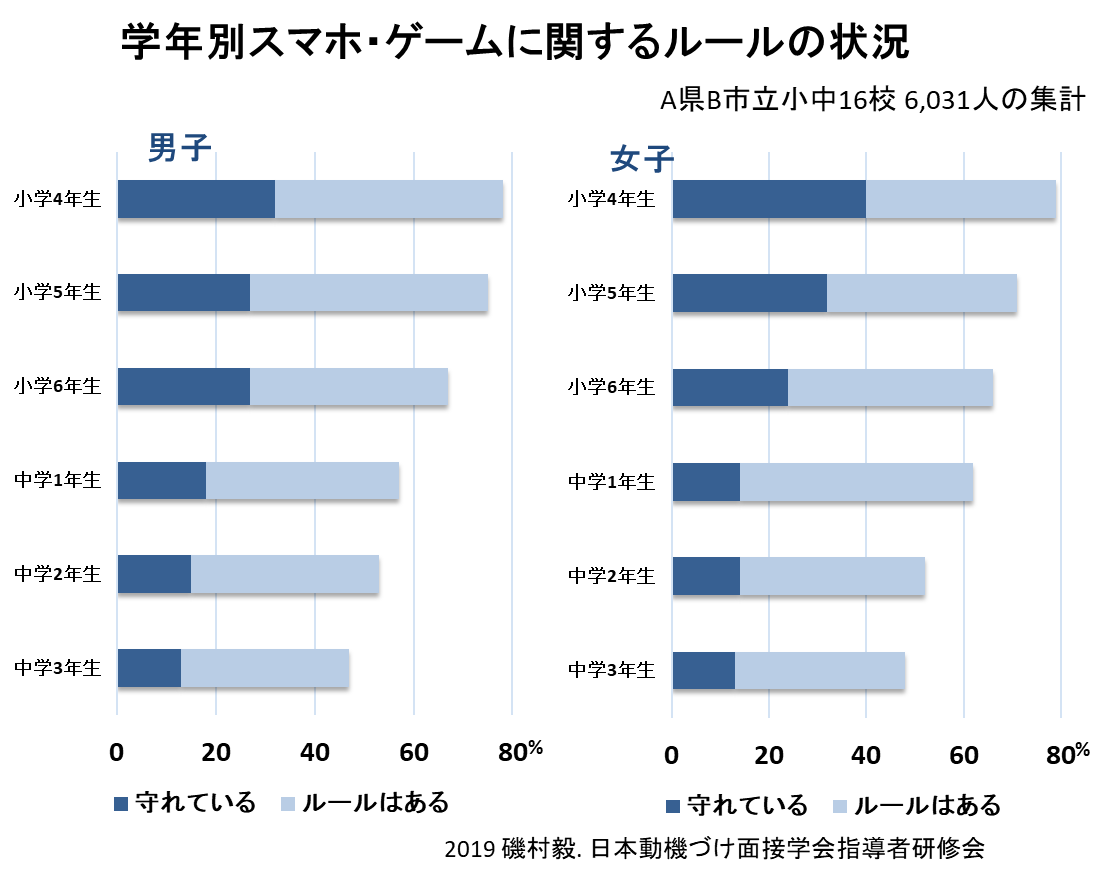 学年別スマホ・ゲームに関するルールの状況
A県B市立小中16校 6,031人の集計
男子
小学4年生
小学5年生
小学6年生
中学1年生
中学2年生
中学3年生
0 20 40 60 80%
守れている ルールはある
女子
小学4年生
小学5年生
小学6年生
中学1年生
中学2年生
中学3年生
0 20 40 60 80%
守れている ルールはある
2019 磯村毅. 日本動機づけ面接学会指導者研修会